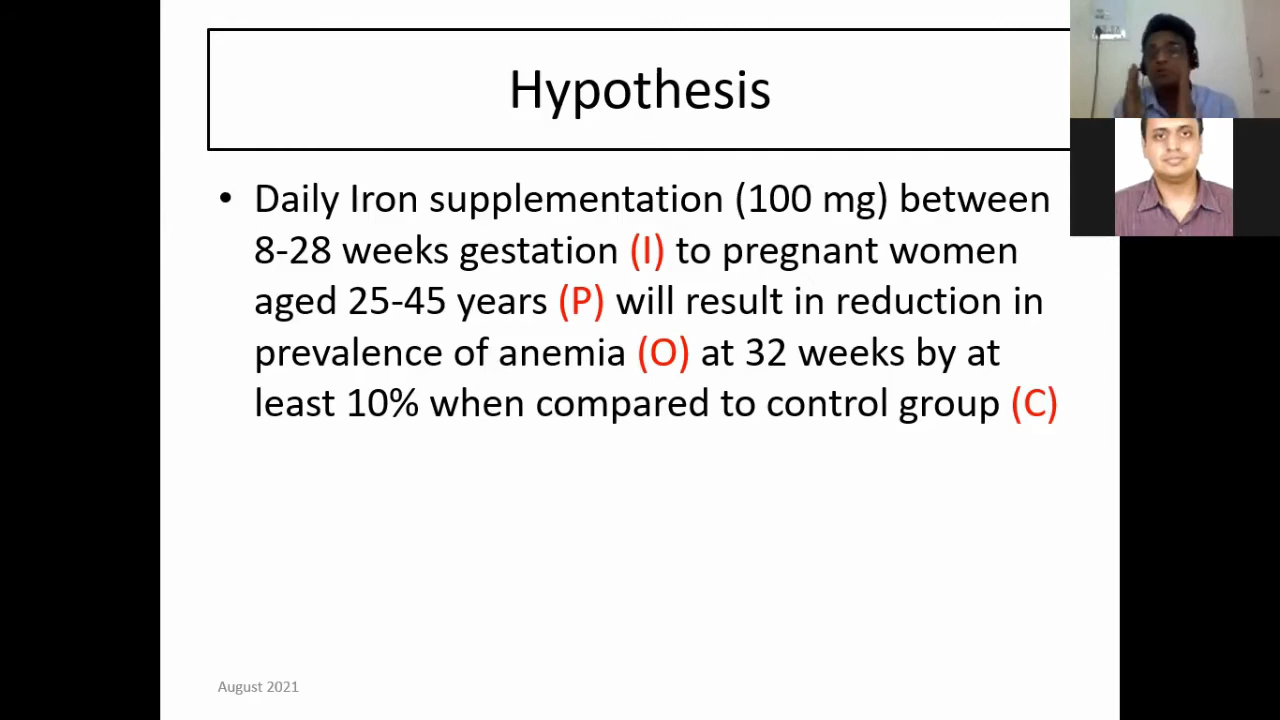 Hypothesis
• Daily Iron supplementation (100 mg) between
8-28 weeks gestation (I) to pregnant women
aged 25-45 years (P) will result in reduction in
prevalence of anemia (O) at 32 weeks by at
least 10% when compared to control group (C)
August 2021